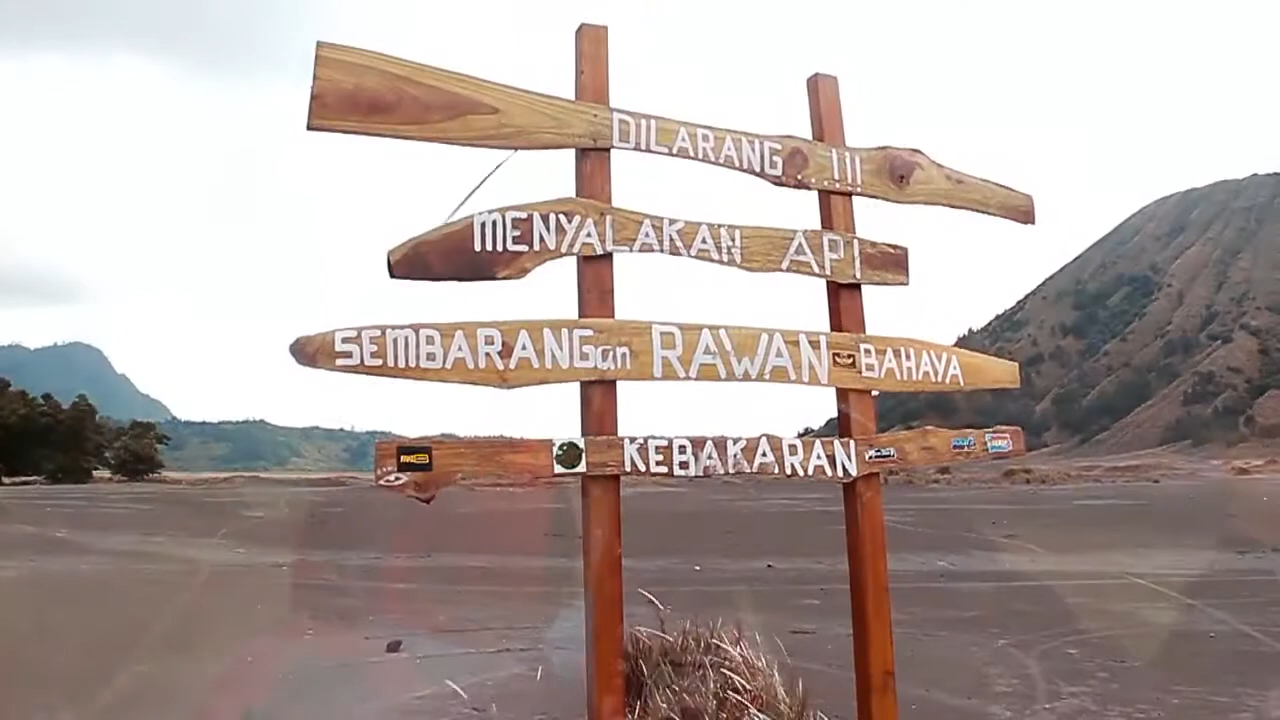 DILARANG....!!!
MENYALAKAN API
SEMBARANGan RAWAN BAHAYA
KEBAKARAN